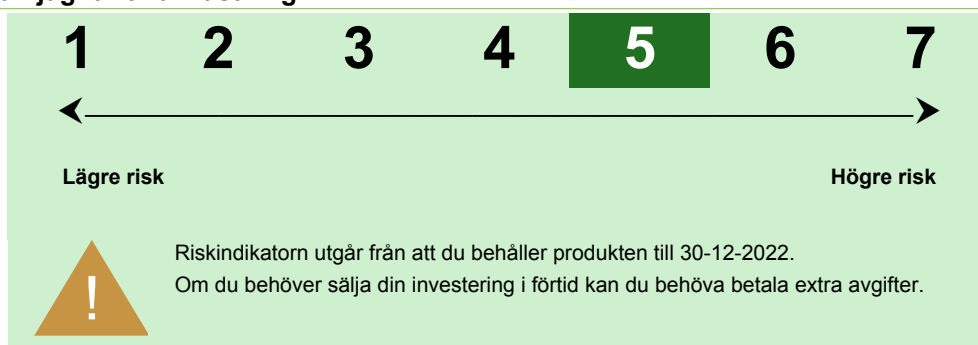 1 2 3 4 5 6 7
Lägre risk Högre risk
!
Riskindikatorn utgår från att du behåller produkten till 30-12-2022.
Om du behöver sälja din investering i förtid kan du behöva betala extra avgifter.